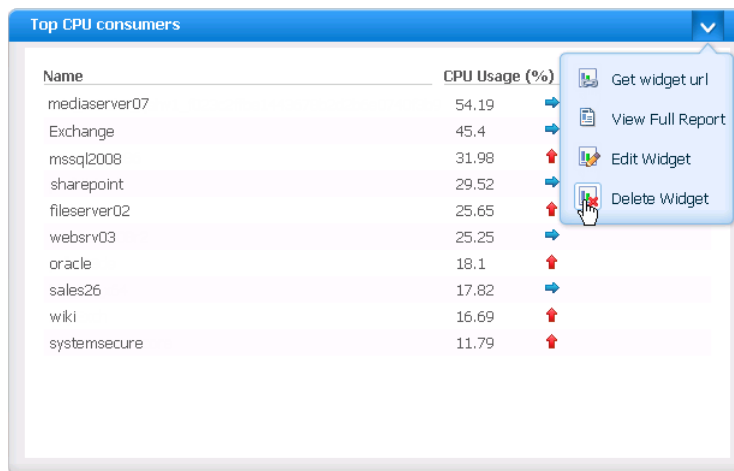 Top CPU consumers
Name CPU Usage (%)
mediaserver07 54.19
Exchange 45.4
mssql2008 31.98
sharepoint 29.52
fileserver02 25.65
websrv03 25.25
oracle 18.1
sales26 17.82
wiki 16.69
systemsecure 11.79
Get widget url
View Full Report
Edit Widget
Delete Widget